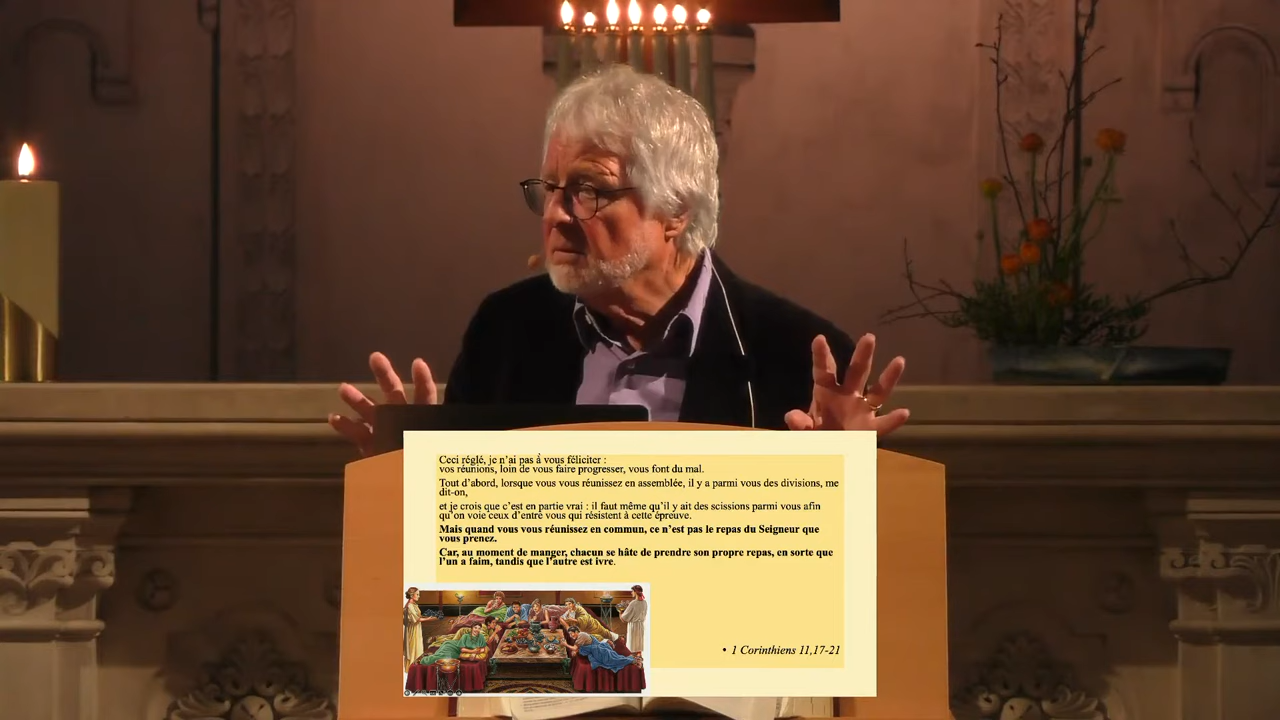 Ceci réglé, je n'ai pas à vous féliciter :
vos réunions, loin de vous faire progresser, vous font du mal.
Tout d'abord, lorsque vous vous réunissez en assemblée, il y a parmi vous des divisions, me
dit-on,
et je crois que c'est en partie vrai : il faut même qu'il y ait des scissions parmi vous afin
qu'on voie ceux d'entre vous qui résistent à cette épreuve.
Mais quand vous vous réunissez en commun, ce n'est pas le repas du Seigneur que
vous prenez.
Car, au moment de manger, chacun se hâte de prendre son propre repas, en sorte que
l'un a faim, tandis que l'autre est ivre.
• 1 Corinthiens 11,17-21